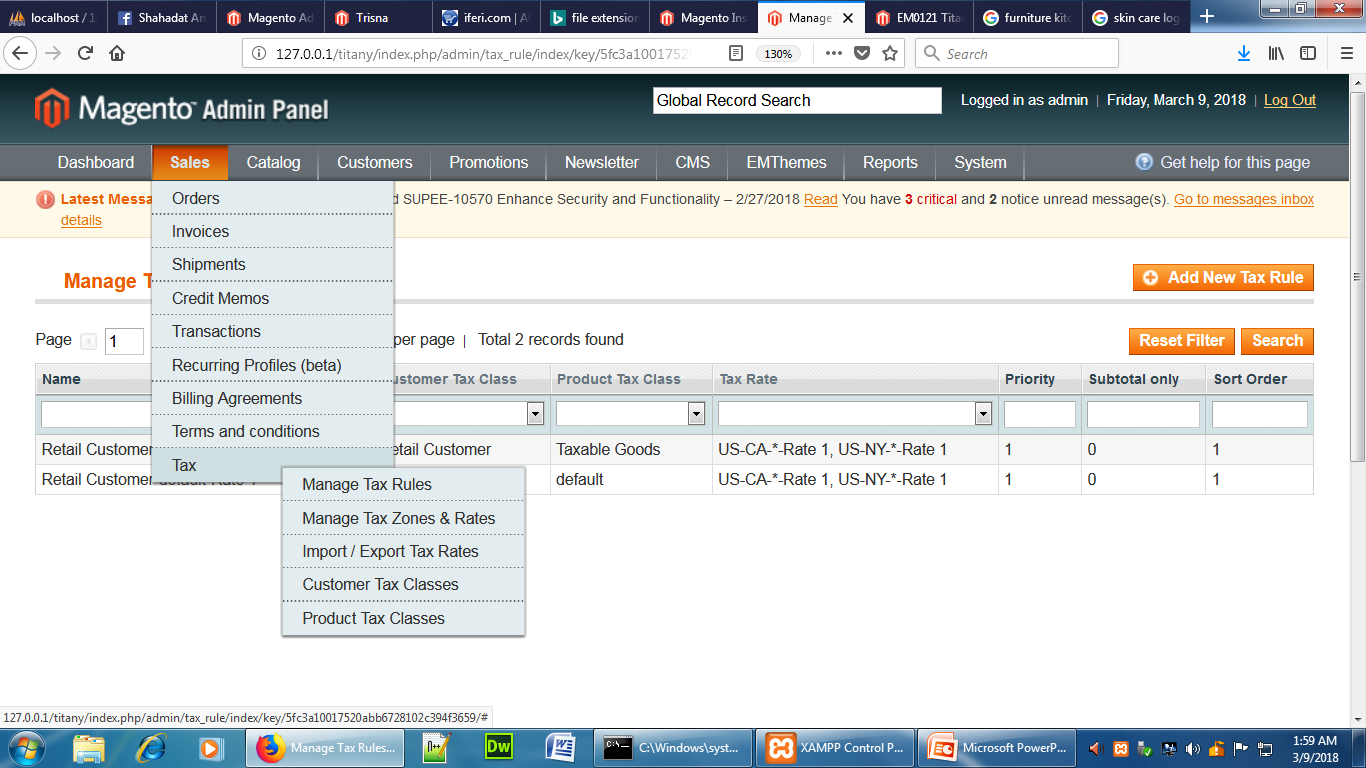 localhost / 1
Shahadat An
Magento Ad
Trisna
iferi.com | A
file extension
Magento Ins
Manage
EM0121 Titan
furniture kitc
skin care log
127.0.0.1/titany/index.php/admin/tax_rule/index/key/5fc3a1001752
130%
Search
Magento Admin Panel
Global Record Search
Logged in as admin | Friday, March 9, 2018 | Log Out
Dashboard Sales Catalog Customers Promotions Newsletter CMS EMThemes Reports System Get help for this page
Latest Messa
d SUPEE-10570 Enhance Security and Functionality – 2/27/2018 Read You have 3 critical and 2 notice unread message(s). Go to messages inbox
details
Orders
Invoices
Shipments
Credit Memos
Transactions
Recurring Profiles (beta)
Billing Agreements
Terms and conditions
Tax
Manage Tax Rules
Manage Tax Zones & Rates
Import / Export Tax Rates
Customer Tax Classes
Product Tax Classes
Manage T
Add New Tax Rule
Page 1 per page | Total 2 records found
Reset Filter Search
Name ustomer Tax Class Product Tax Class Tax Rate Priority Subtotal only Sort Order
Retail Customer etail Customer Taxable Goods US-CA-*-Rate 1, US-NY-*-Rate 1 1 0 1
Retail Customer default US-CA-*-Rate 1, US-NY-*-Rate 1 1 0 1
127.0.0.1/titany/index.php/admin/tax_rule/index/key/5fc3a10017520abb6728102c394f3659/#
Manage Tax Rules...
Dw
C:\Windows\syst...
XAMPP Control P...
Microsoft PowerP...
1:59 AM
3/9/2018